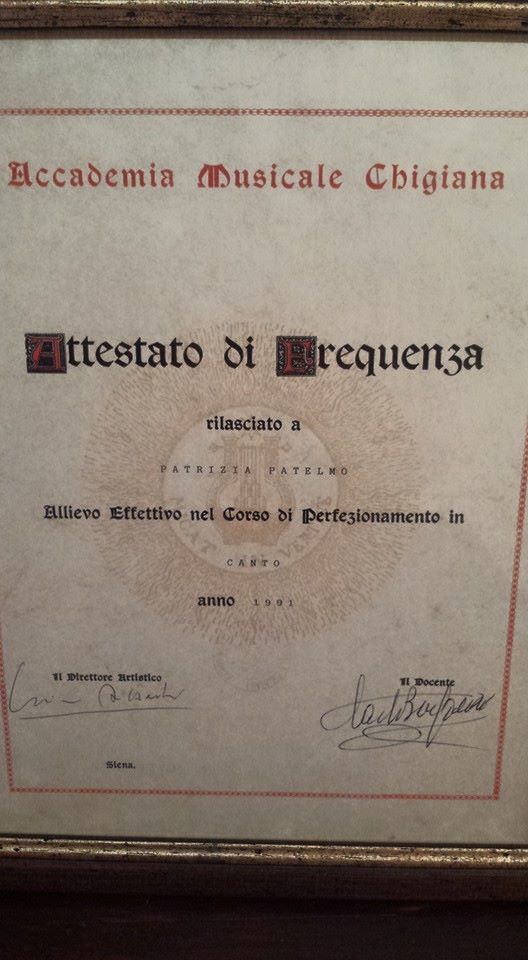 Accademia Musicale Chigiana
Attestato di Frequenza
rilasciato a
PATRIZIA PATELMO
Allievo Effettivo nel Corso di Perfezionamento in
CANTO
anno 1991
Il Direttore Artistico
Il Docente
Siena.